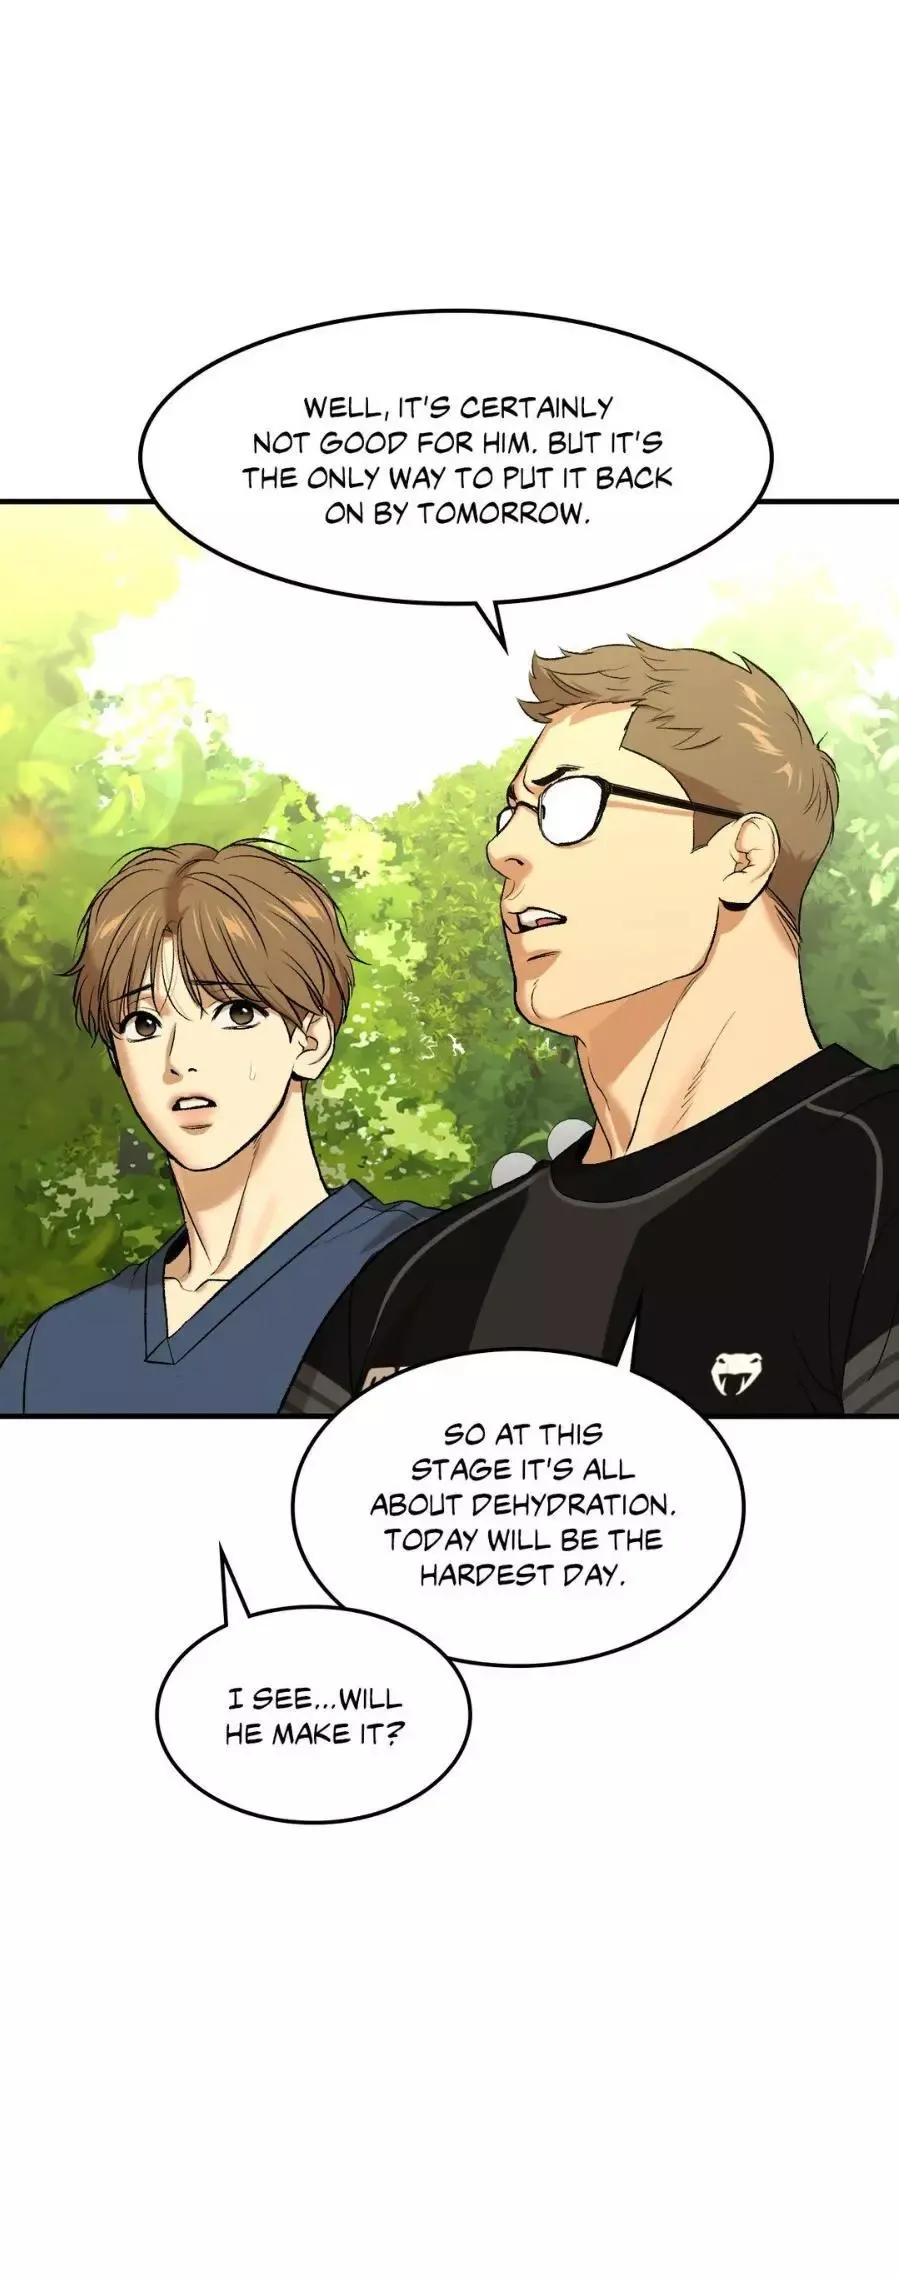 WELL, IT'S CERTAINLY
NOT GOOD FOR HIM. BUT IT'S
THE ONLY WAY TO PUT IT BACK
ON BY TOMORROW.
SO AT THIS
STAGE IT'S ALL
ABOUT DEHYDRATION.
TODAY WILL BE THE
HARDEST DAY.
I SEE...WILL
HE MAKE IT?